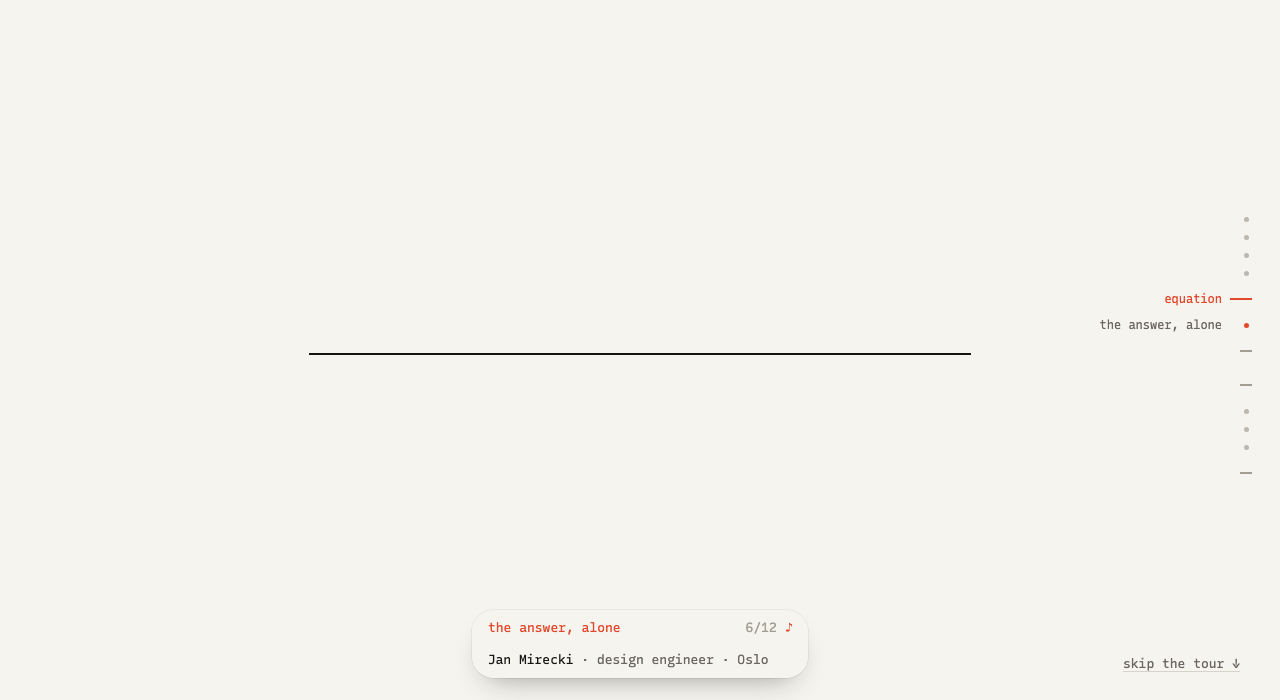 equation
the answer, alone
the answer, alone 6/12 ♪
Jan Mirecki · design engineer · Oslo
skip the tour ↓